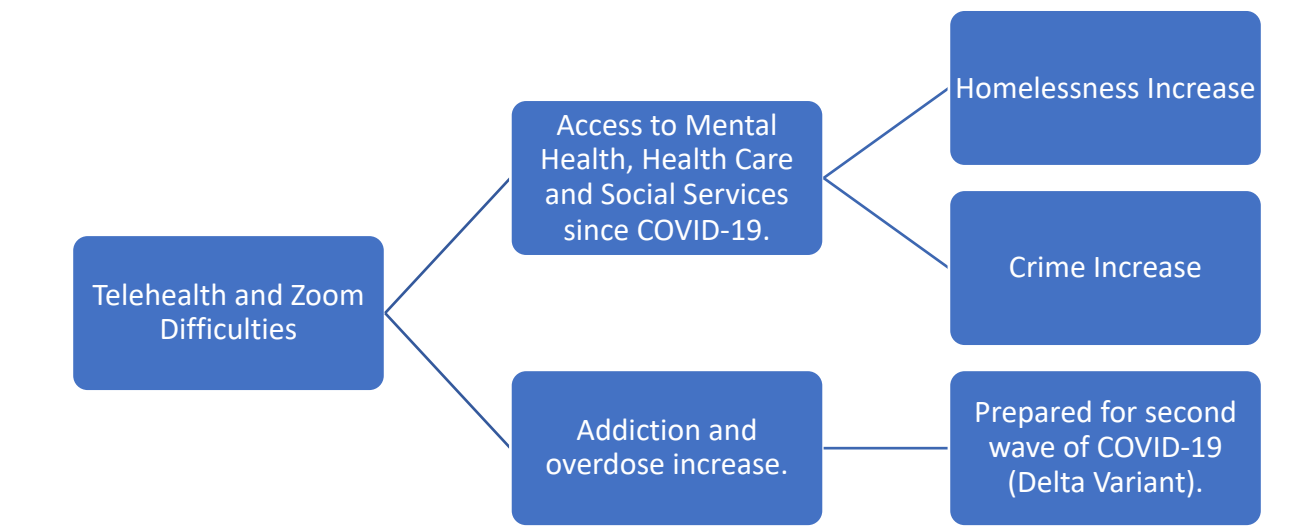 Telehealth and Zoom
Difficulties
Access to Mental
Health, Health Care
and Social Services
since COVID-19.
Addiction and
overdose increase.
Homelessness Increase
Crime Increase
Prepared for second
wave of COVID-19
(Delta Variant).